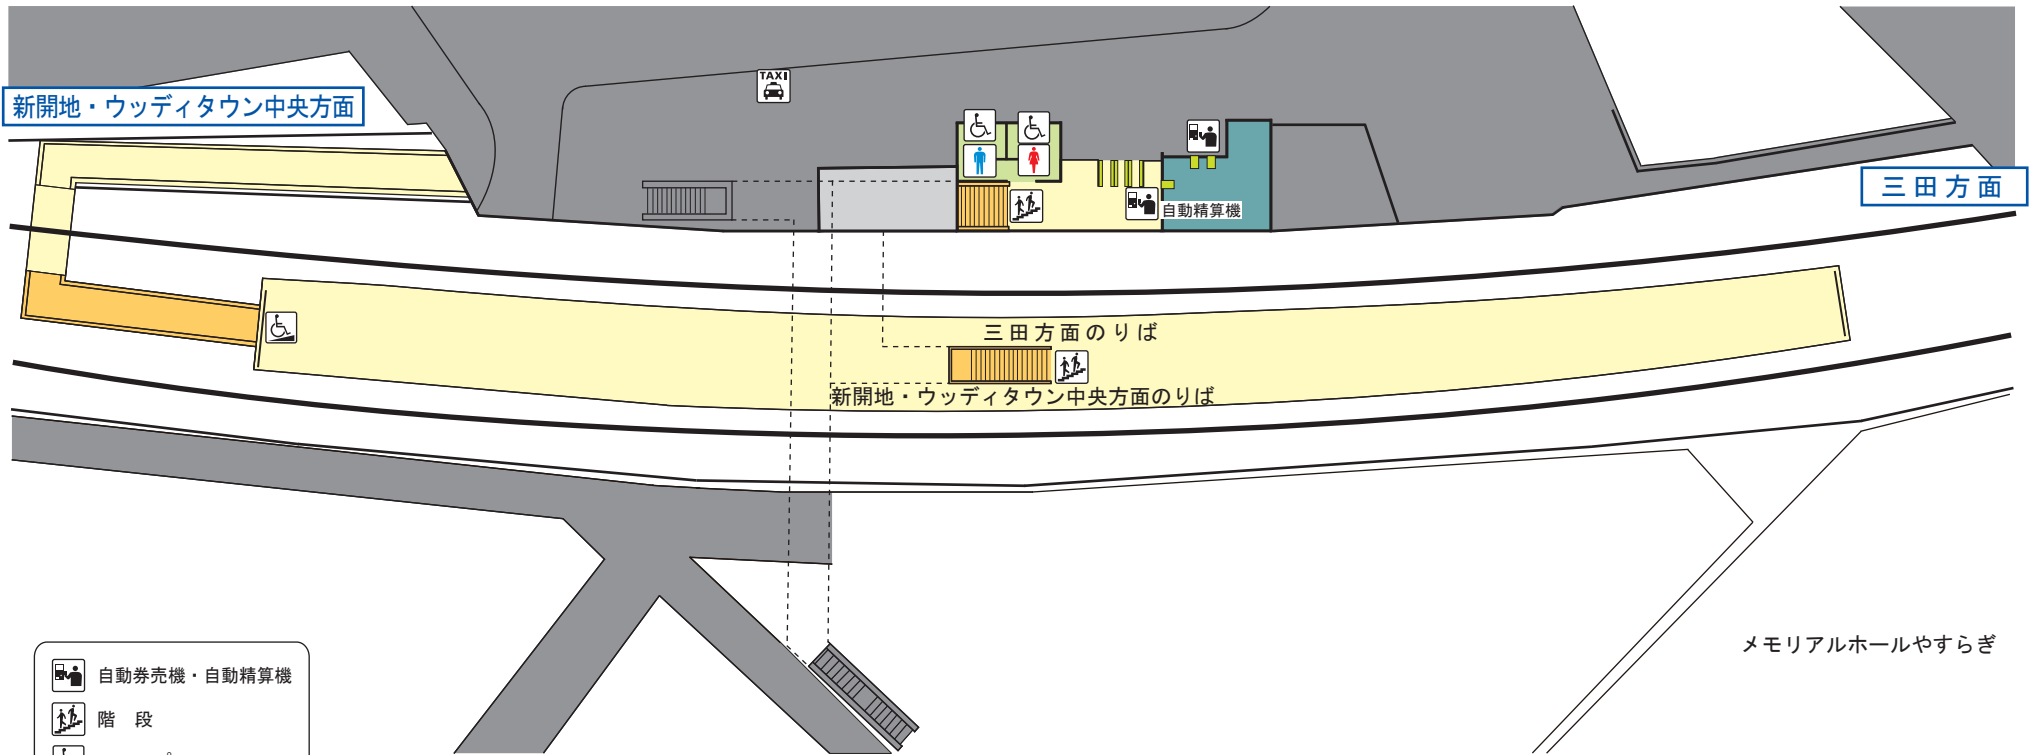 TAXI
新開地・ウッディタウン中央方面
三田方面
自動精算機
三田方面のりば
新開地・ウッディタウン中央方面のりば
メモリアルホールやすらぎ
自動券売機・自動精算機
階 段